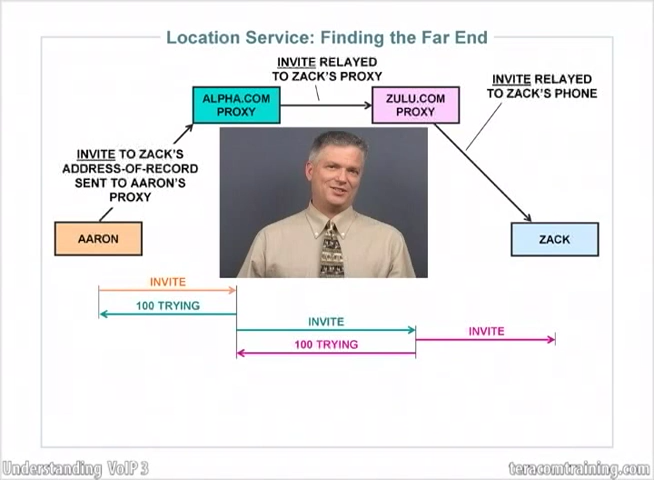 Location Service: Finding the Far End
INVITE RELAYED
TO ZACK'S PROXY
INVITE RELAYED
TO ZACK'S PHONE
ALPHA.COM
PROXY
ZULU.COM
PROXY
INVITE TO ZACK'S
ADDRESS-OF-RECORD
SENT TO AARON'S
PROXY
AARON
ZACK
INVITE
100 TRYING
INVITE
100 TRYING
INVITE
Understanding VoIP 3
teracomtraining.com